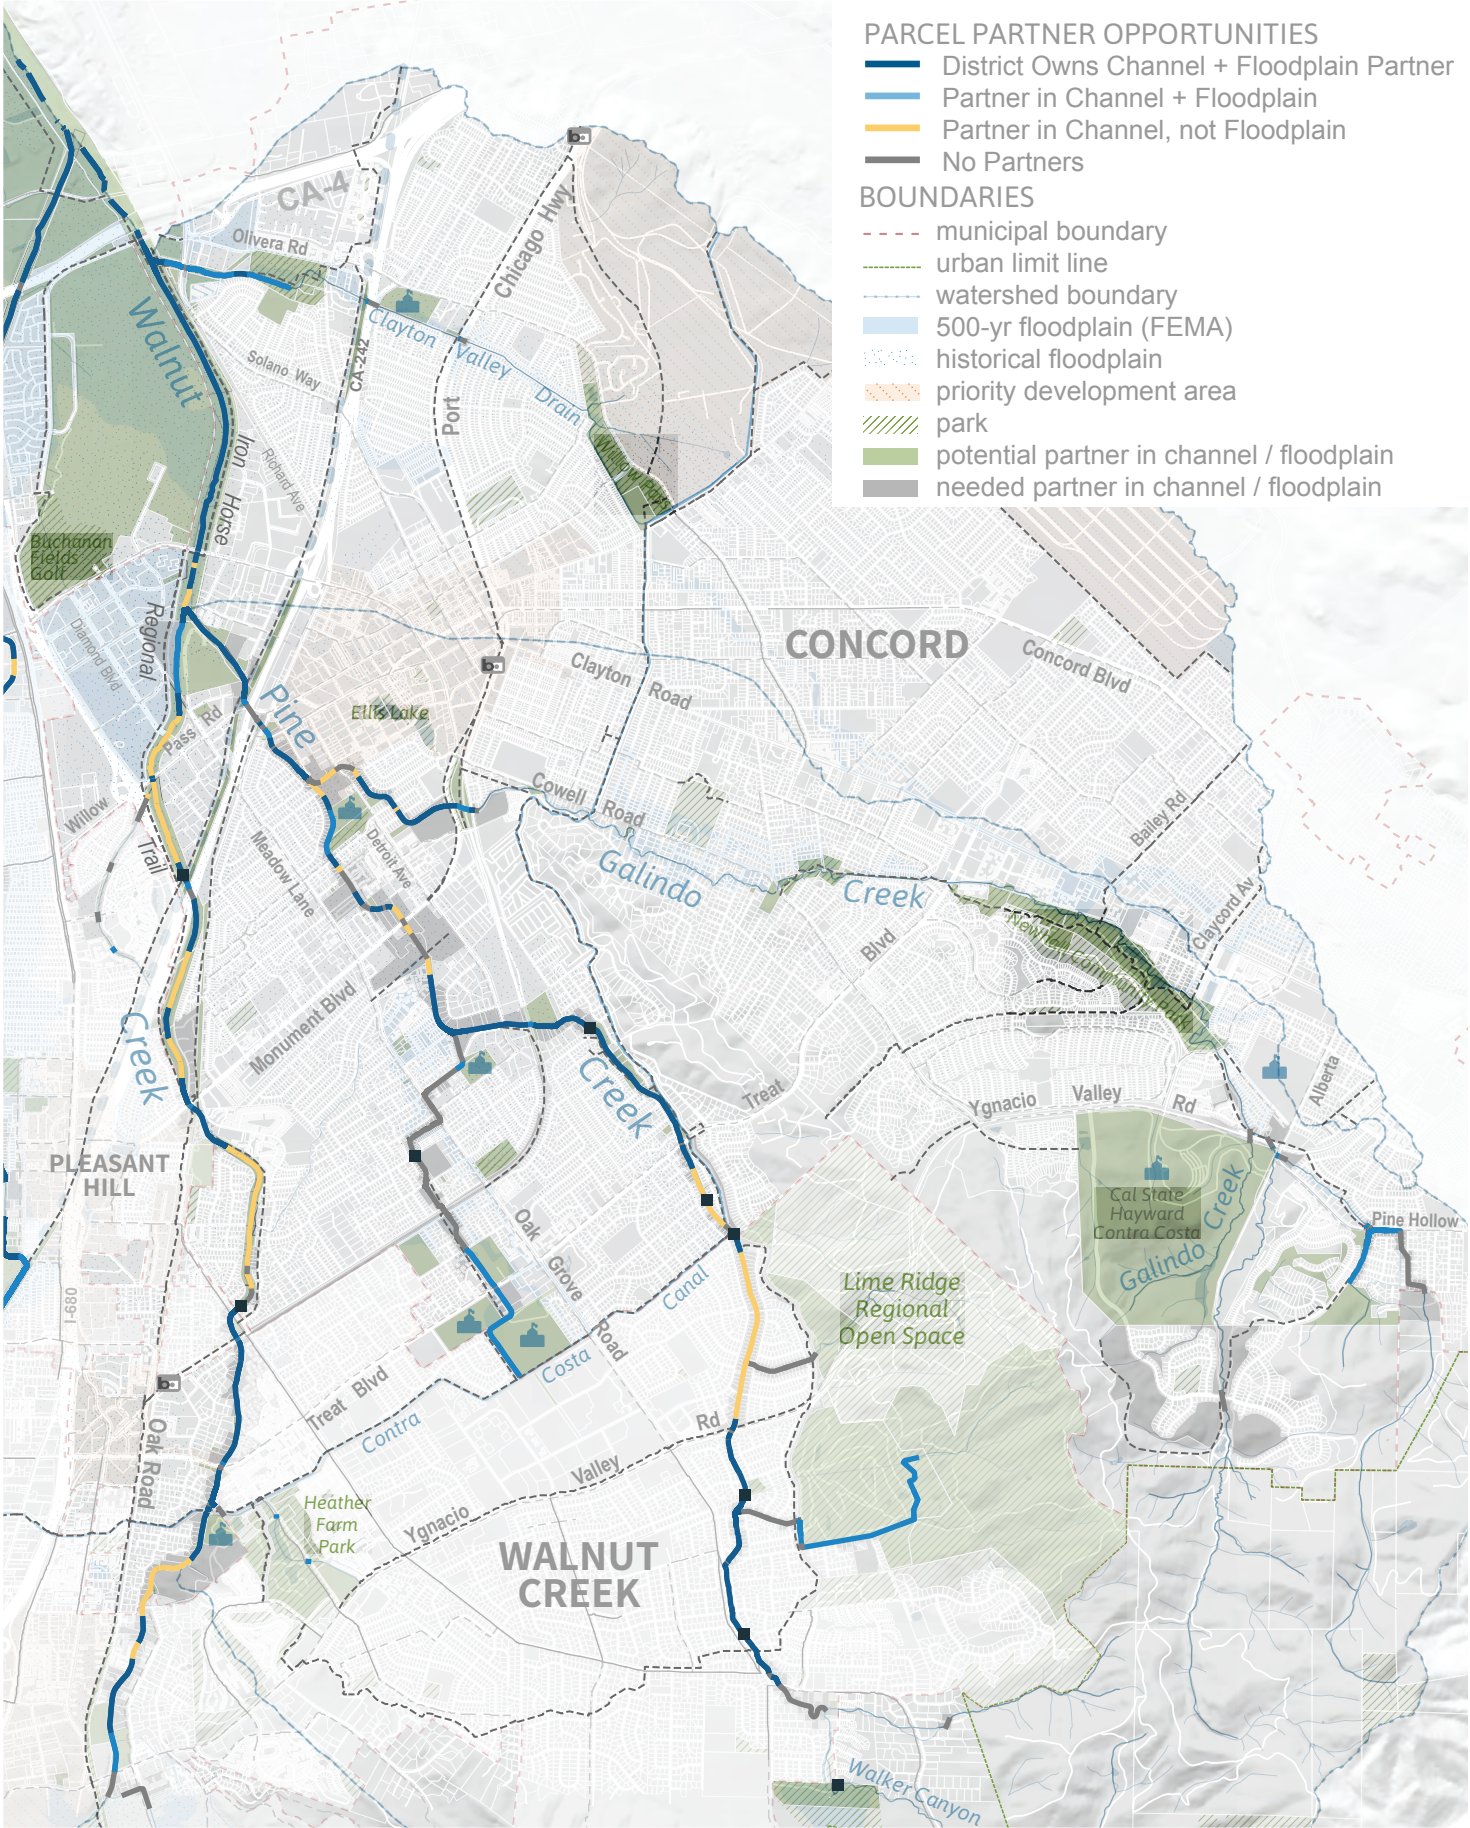 PARCEL PARTNER OPPORTUNITIES
District Owns Channel + Floodplain Partner
Partner in Channel + Floodplain
Partner in Channel, not Floodplain
No Partners
BOUNDARIES
municipal boundary
urban limit line
watershed boundary
500-yr floodplain (FEMA)
historical floodplain
priority development area
park
potential partner in channel / floodplain
needed partner in channel / floodplain
CA-4
Olivera Rd
Chicago Hwy
Port
Walnut
Clayton Valley Drain
Solano Way
CA-242
Iron Horse
Regional
Trail
Richard Ave
Willow Pass
Buchanan
Fields
Golf
Diamond Blvd
CONCORD
Concord Blvd
Clayton Road
Pine
Ellis Lake
Willow Pass Rd
Cowell Road
Bailey Rd
Meadow Lane
Detroit Ave
Galindo Creek
Claycord Av
Blvd
Newhall Community Park
Monument Blvd
Creek
Creek
Treat
Ygnacio Valley Rd
Alberta
PLEASANT
HILL
Cal State
Hayward
Contra Costa
Galindo Creek
Pine Hollow
Oak Grove Road
Lime Ridge
Regional
Open Space
I-680
Contra Costa Canal
Treat Blvd
Oak Road
Ygnacio Valley Rd
Heather
Farm
Park
WALNUT
CREEK
Walker Canyon